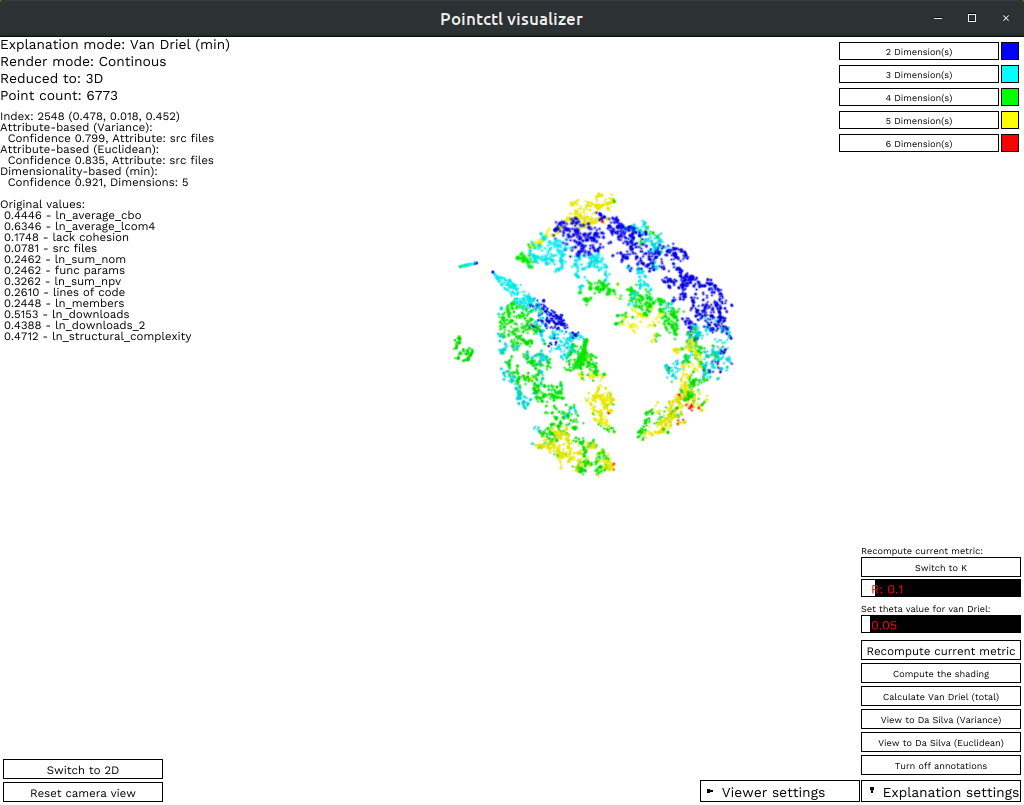 Pointctl visualizer
Explanation mode: Van Driel (min)
Render mode: Continous
Reduced to: 3D
Point count: 6773
Index: 2548 (0.478, 0.018, 0.452)
Attribute-based (Variance):
Confidence 0.799, Attribute: src files
Attribute-based (Euclidean):
Confidence 0.835, Attribute: src files
Dimensionality-based (min):
Confidence 0.921, Dimensions: 5
Original values:
0.4446 - ln_average_cbo
0.6346 - ln_average_lcom4
0.1748 - lack cohesion
0.0781 - src files
0.2462 - ln_sum_nom
0.2462 - func params
0.3262 - ln_sum_npv
0.2610 - lines of code
0.2448 - ln_members
0.5153 - ln_downloads
0.4388 - ln_downloads_2
0.4712 - ln_structural_complexity
2 Dimension(s)
3 Dimension(s)
4 Dimension(s)
5 Dimension(s)
6 Dimension(s)
Recompute current metric:
Switch to K
R: 0.1
Set theta value for van Driel:
0.05
Recompute current metric
Compute the shading
Calculate Van Driel (total)
View to Da Silva (Variance)
View to Da Silva (Euclidean)
Turn off annotations
Switch to 2D
Reset camera view
Viewer settings
Explanation settings